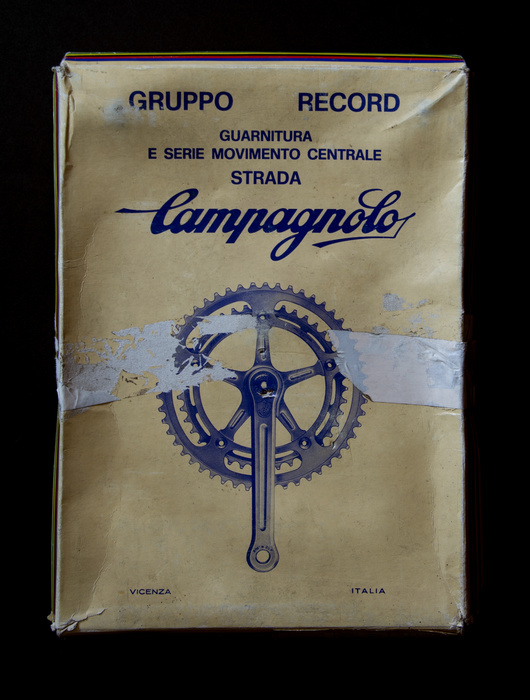 GRUPPO RECORD
GUARNITURA
E SERIE MOVIMENTO CENTRALE
STRADA
Campagnolo
VICENZA ITALIA